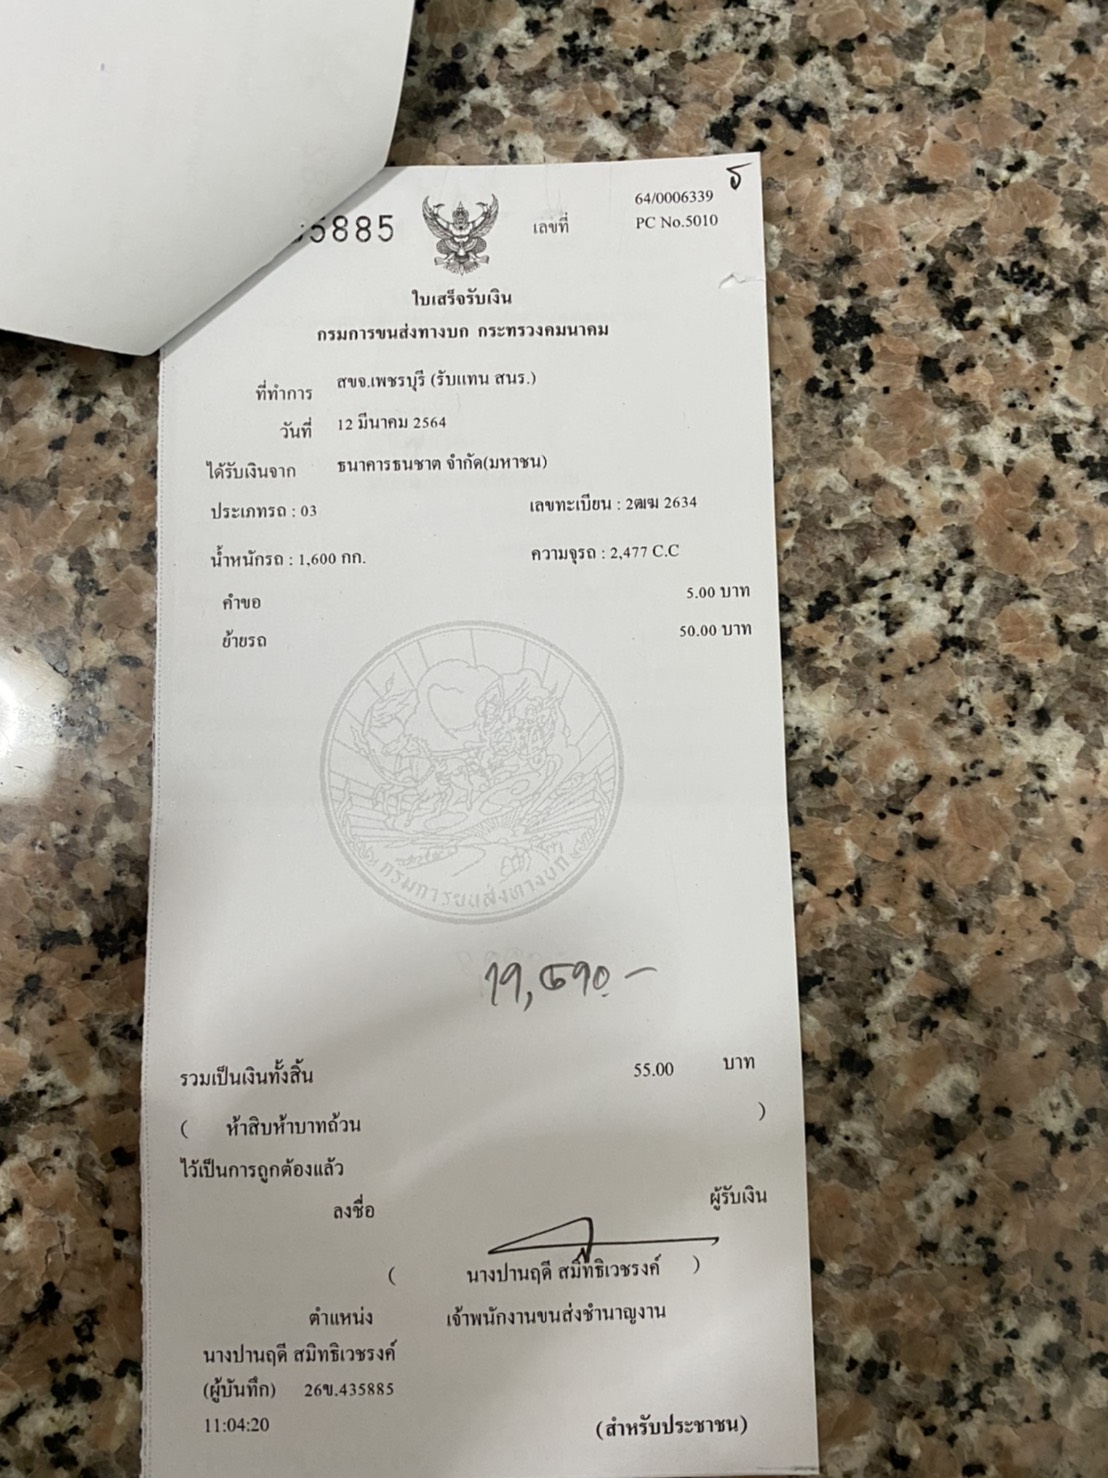 5885
เลขที่ 64/0006339
PC No.5010
ใบเสร็จรับเงิน
กรมการขนส่งทางบก กระทรวงคมนาคม
ที่ทำการ สขจ.เพชรบุรี (รับแทน สนร.)
วันที่ 12 มีนาคม 2564
ได้รับเงินจาก ธนาคารธนชาต จำกัด(มหาชน)
ประเภทรถ : 03 เลขทะเบียน : 2ฒฆ 2634
น้ำหนักรถ : 1,600 กก. ความจุรถ : 2,477 C.C
คำขอ 5.00 บาท
ย้ายรถ 50.00 บาท
กรมการขนส่งทางบก
รวมเป็นเงินทั้งสิ้น 55.00 บาท
( ห้าสิบห้าบาทถ้วน )
ไว้เป็นการถูกต้องแล้ว
ลงชื่อ ผู้รับเงิน
( นางปานฤดี สมิทธิเวชรงค์ )
ตำแหน่ง เจ้าพนักงานขนส่งชำนาญงาน
นางปานฤดี สมิทธิเวชรงค์
(ผู้บันทึก) 26ข.435885
11:04:20 (สำหรับประชาชน)